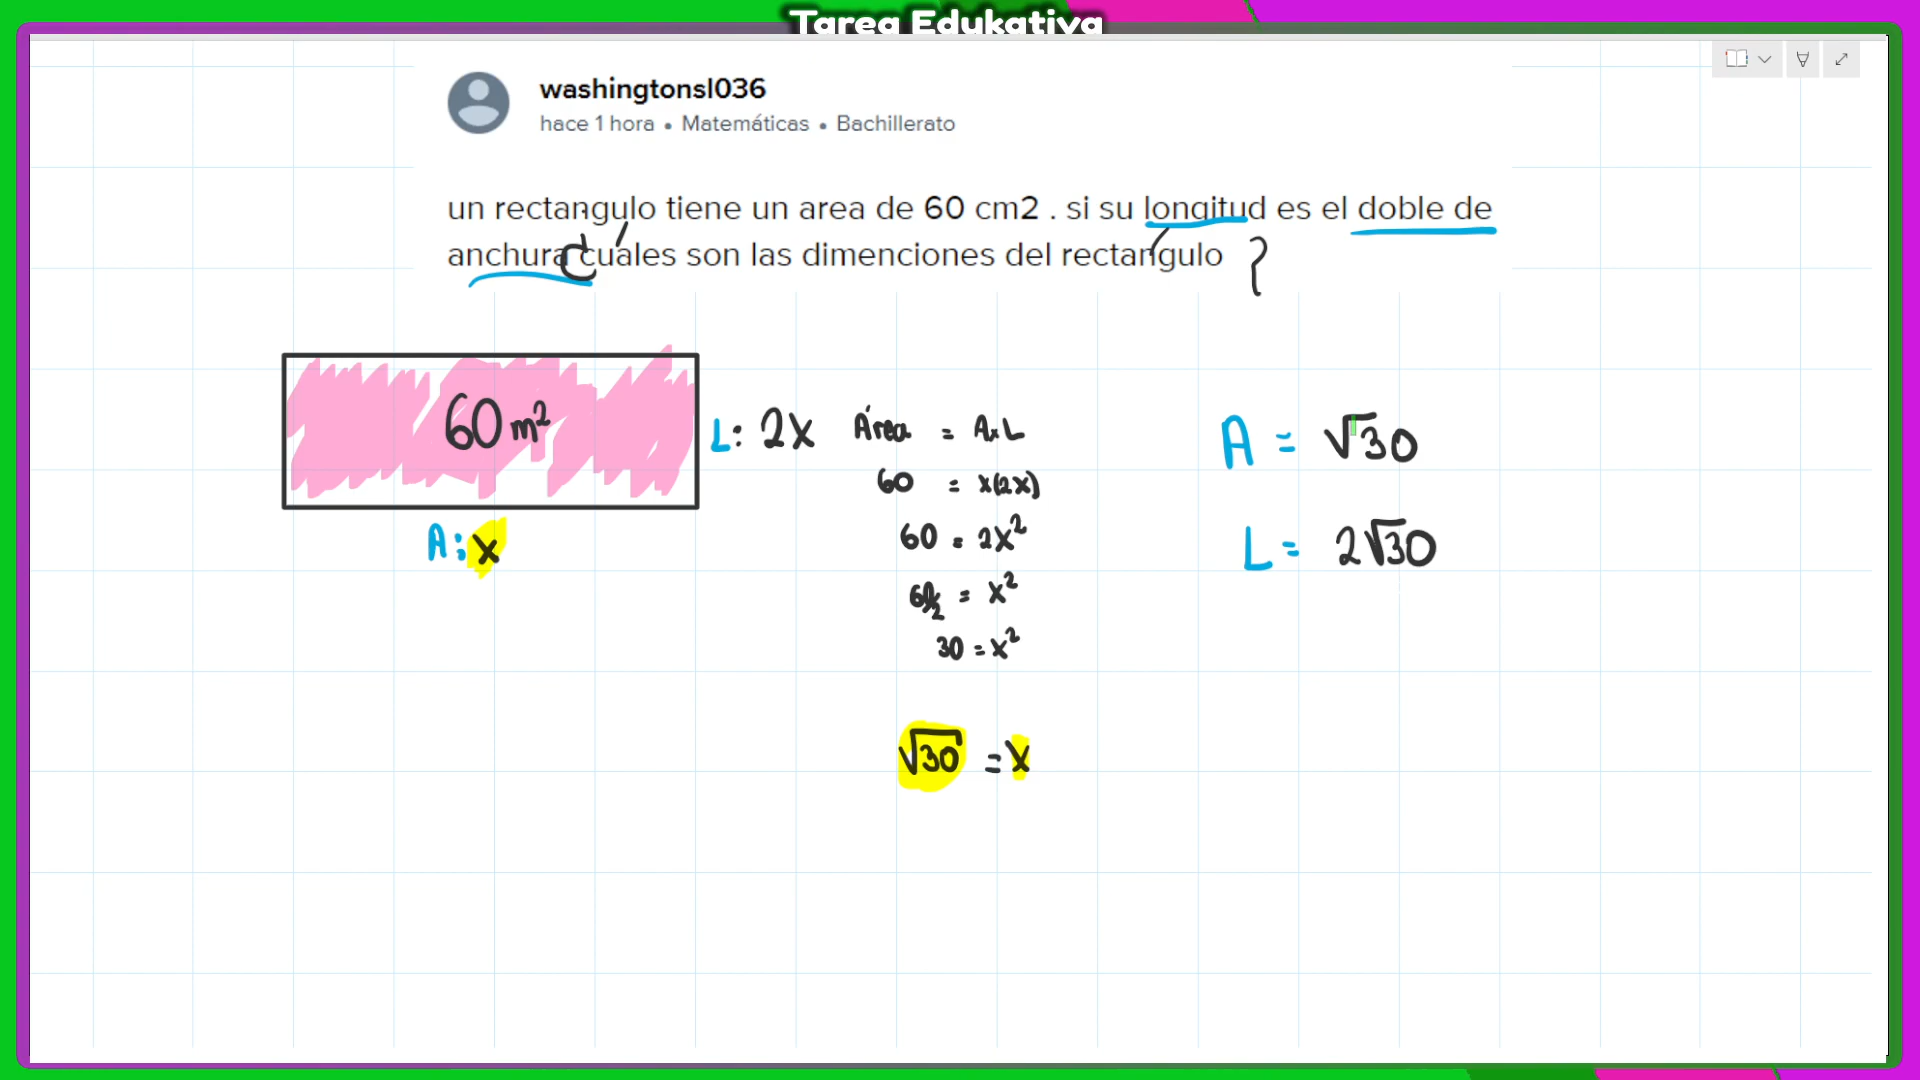 Tarea Edukativa
washingtonsl036
hace 1 hora • Matemáticas • Bachillerato
un rectangulo tiene un area de 60 cm2 . si su longitud es el doble de
anchura ¿cuáles son las dimenciones del rectángulo ?
60 m²
L: 2x
A: x
Área = A×L
60 = x(2x)
60 = 2x²
60/2 = x²
30 = x²
√30 = x
A = √30
L = 2√30